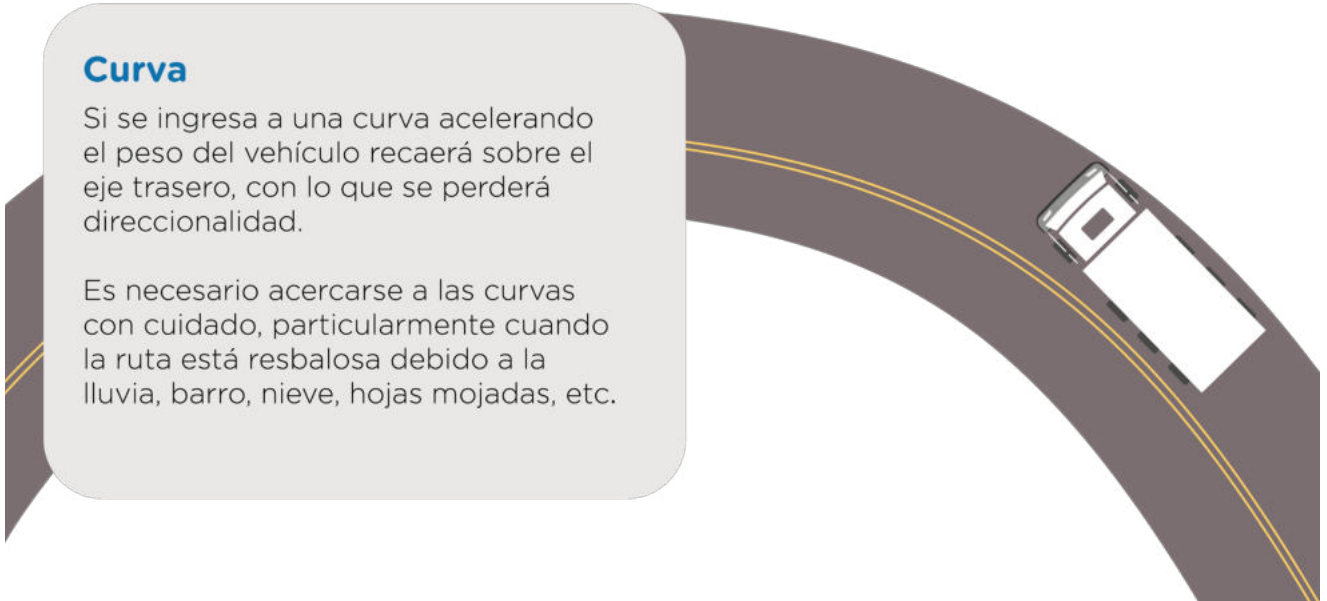 Curva
Si se ingresa a una curva acelerando
el peso del vehículo recaerá sobre el
eje trasero, con lo que se perderá
direccionalidad.
Es necesario acercarse a las curvas
con cuidado, particularmente cuando
la ruta está resbalosa debido a la
lluvia, barro, nieve, hojas mojadas, etc.